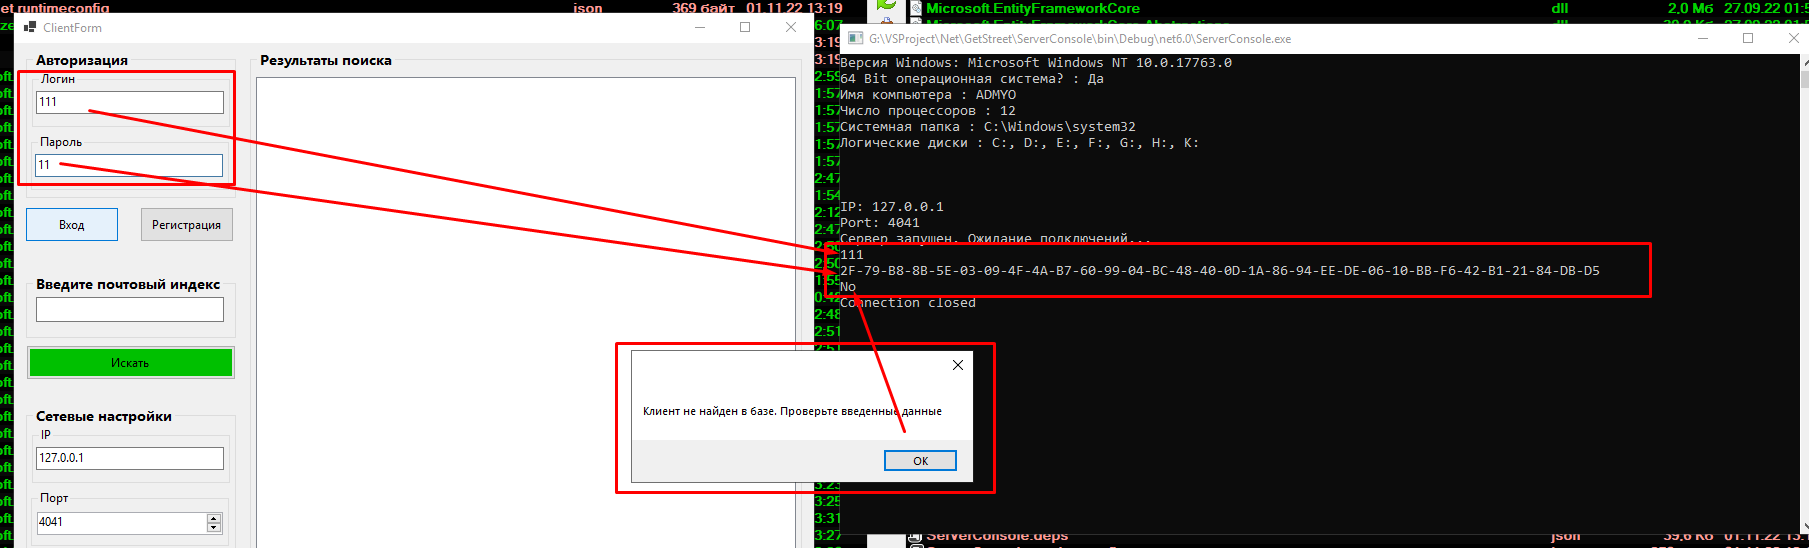 et.runtimeconfig json 369 байт 01.11.22 13:19
Microsoft.EntityFrameworkCore dll 2,0 Мб 27.09.22 01:5
ClientForm
Авторизация
Логин
111
Пароль
11
Вход Регистрация
Введите почтовый индекс
Искать
Сетевые настройки
IP
127.0.0.1
Порт
4041
Результаты поиска
Клиент не найден в базе. Проверьте введенные данные
OK
G:\VSProject\Net\GetStreet\ServerConsole\bin\Debug\net6.0\ServerConsole.exe
Версия Windows: Microsoft Windows NT 10.0.17763.0
64 Bit операционная система? : Да
Имя компьютера : ADMYO
Число процессоров : 12
Системная папка : C:\Windows\system32
Логические диски : C:, D:, E:, F:, G:, H:, K:
IP: 127.0.0.1
Port: 4041
Сервер запущен. Ожидание подключений...
111
2F-79-B8-8B-5E-03-09-4F-4A-B7-60-99-04-BC-48-40-0D-1A-86-94-EE-DE-06-10-BB-F6-42-B1-21-84-DB-D5
No
Connection closed
ServerConsole.deps json 39,6 Кб 01.11.22 13:1